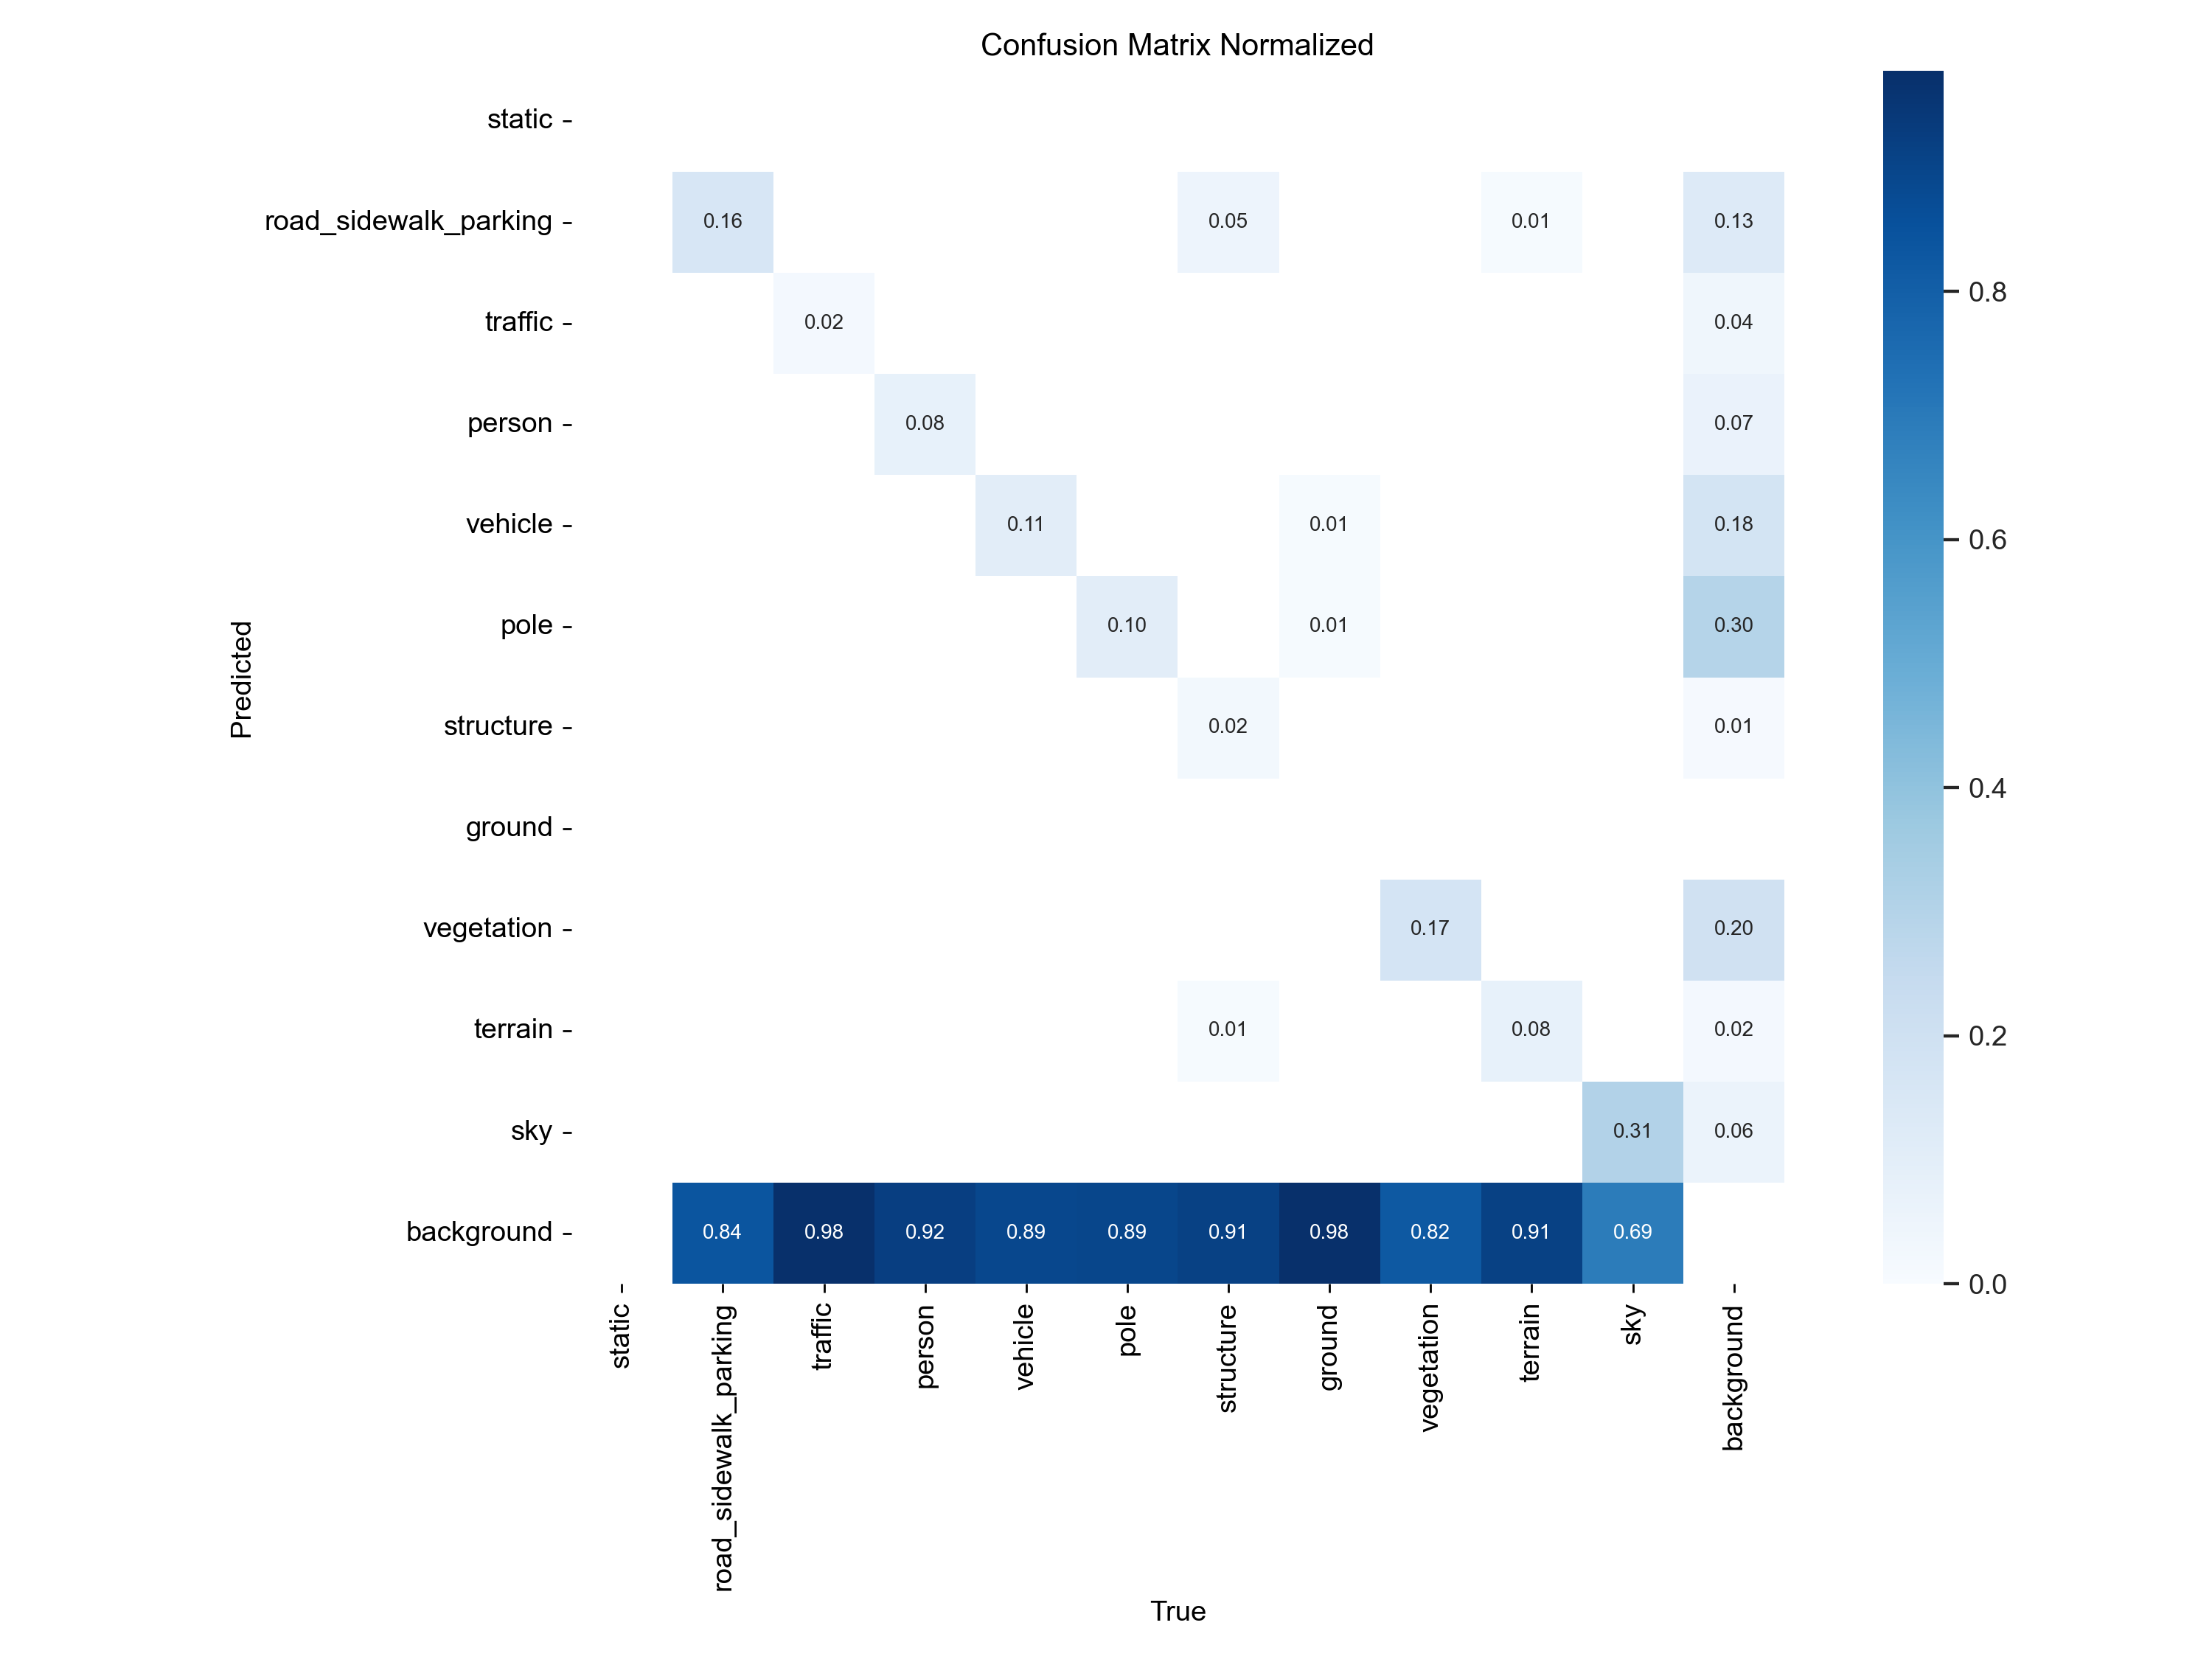 Confusion Matrix Normalized
static
road_sidewalk_parking 0.16 0.05 0.01 0.13
traffic 0.02 0.04
person 0.08 0.07
vehicle 0.11 0.01 0.18
pole 0.10 0.01 0.30
structure 0.02 0.01
ground
vegetation 0.17 0.20
terrain 0.01 0.08 0.02
sky 0.31 0.06
background 0.84 0.98 0.92 0.89 0.89 0.91 0.98 0.82 0.91 0.69
Predicted
static
road_sidewalk_parking
traffic
person
vehicle
pole
structure
ground
vegetation
terrain
sky
background
True
0.8
0.6
0.4
0.2
0.0